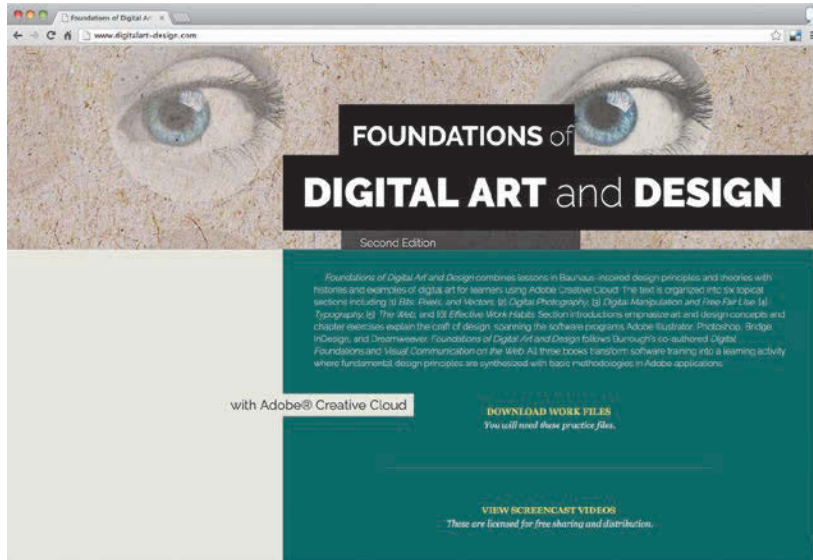 Foundations of Digital Ar
www.digitalart-design.com
FOUNDATIONS of
DIGITAL ART and DESIGN
Second Edition
Foundations of Digital Art and Design combines lessons in Bauhaus-inspired design principles and theories with
histories and examples of digital art for learners using Adobe Creative Cloud. The text is organized into six topical
sections including (1) Bits, Pixels, and Vectors, (2) Digital Photography, (3) Digital Manipulation and Free Fair Use, (4)
Typography, (5) The Web, and (6) Effective Work Habits. Section introductions emphasize art and design concepts and
chapter exercises explain the craft of design, spanning the software programs Adobe Illustrator, Photoshop, Bridge,
InDesign, and Dreamweaver. Foundations of Digital Art and Design follows Burrough's co-authored Digital
Foundations and Visual Communication on the Web. All three books transform software training into a learning activity
where fundamental design principles are synthesized with basic methodologies in Adobe applications.
with Adobe® Creative Cloud
DOWNLOAD WORK FILES
You will need these practice files.
VIEW SCREENCAST VIDEOS
These are licensed for free sharing and distribution.